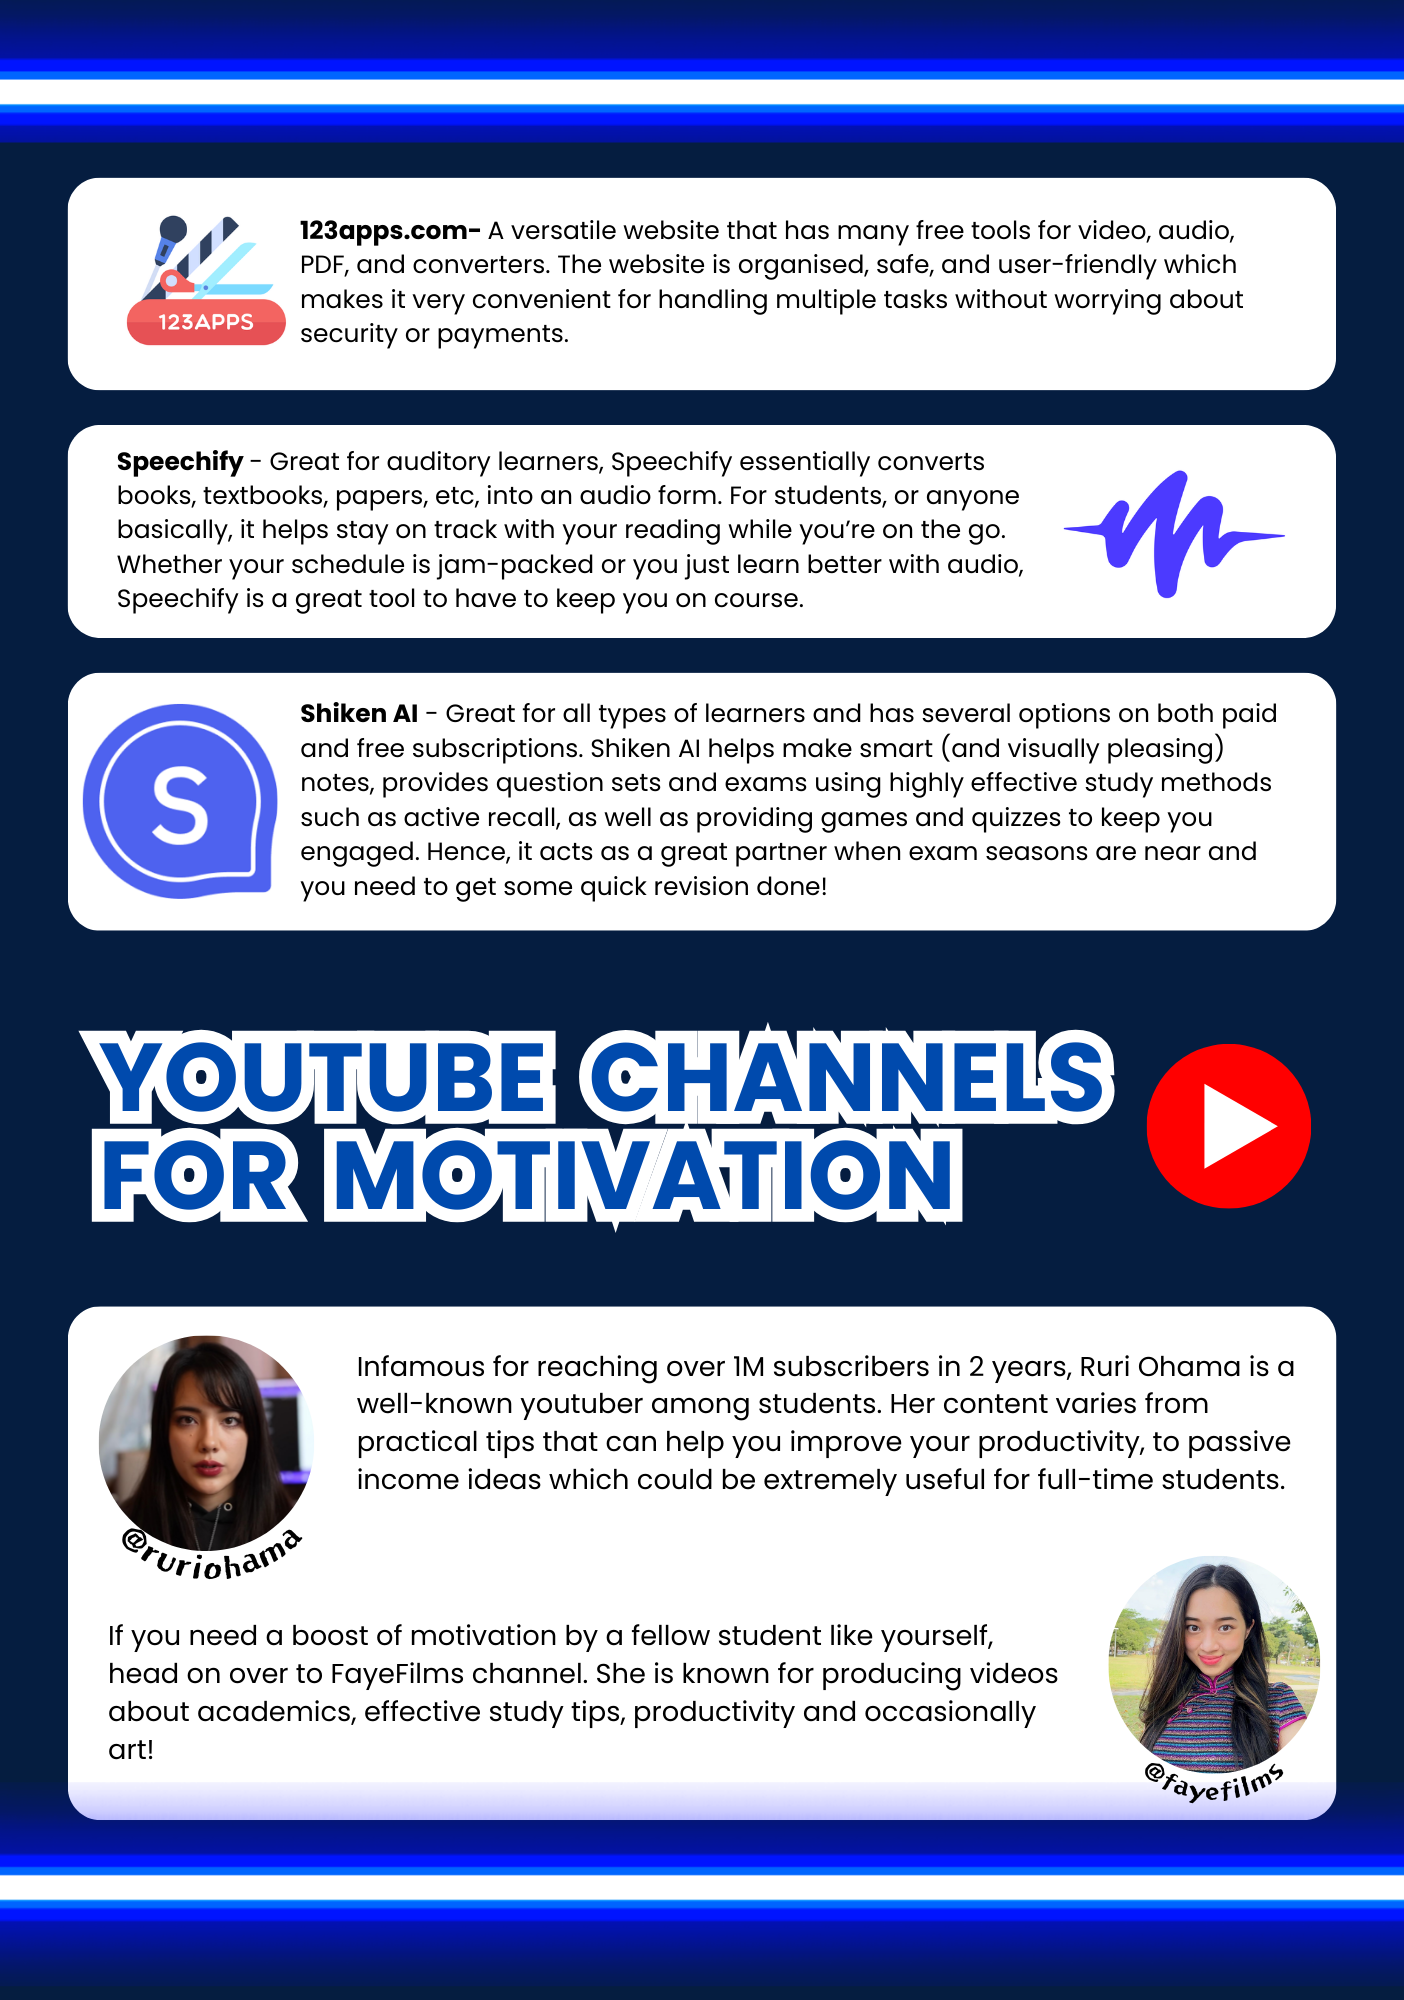 123APPS
123apps.com- A versatile website that has many free tools for video, audio,
PDF, and converters. The website is organised, safe, and user-friendly which
makes it very convenient for handling multiple tasks without worrying about
security or payments.
Speechify - Great for auditory learners, Speechify essentially converts
books, textbooks, papers, etc, into an audio form. For students, or anyone
basically, it helps stay on track with your reading while you’re on the go.
Whether your schedule is jam-packed or you just learn better with audio,
Speechify is a great tool to have to keep you on course.
S
Shiken AI - Great for all types of learners and has several options on both paid
and free subscriptions. Shiken AI helps make smart (and visually pleasing)
notes, provides question sets and exams using highly effective study methods
such as active recall, as well as providing games and quizzes to keep you
engaged. Hence, it acts as a great partner when exam seasons are near and
you need to get some quick revision done!
YOUTUBE CHANNELS
FOR MOTIVATION
Infamous for reaching over 1M subscribers in 2 years, Ruri Ohama is a
well-known youtuber among students. Her content varies from
practical tips that can help you improve your productivity, to passive
income ideas which could be extremely useful for full-time students.
@ruriohama
If you need a boost of motivation by a fellow student like yourself,
head on over to FayeFilms channel. She is known for producing videos
about academics, effective study tips, productivity and occasionally
art!
@fayefilms